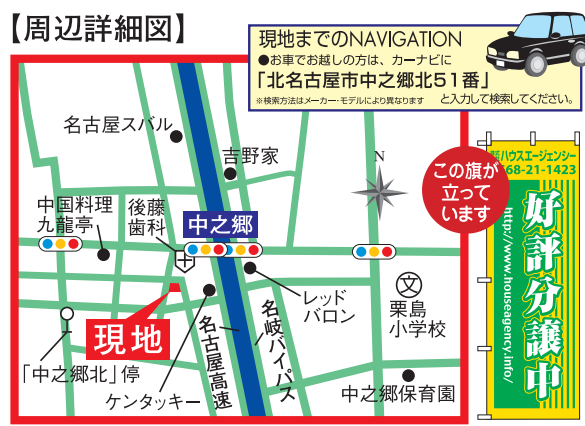 【周辺詳細図】
現地までのNAVIGATION
●お車でお越しの方は、カーナビに
「北名古屋市中之郷北51番」
※検索方法はメーカー・モデルにより異なります
と入力して検索してください。
名古屋スバル
吉野家
N
この旗が
立って
います
ハウスエージェンシー
68-21-1423
好評分譲中
http://www.houseagency.info/
中国料理
九龍亭
後藤
歯科
中之郷
レッド
バロン
文
栗島
小学校
現地
「中之郷北」停
ケンタッキー
名古屋高速
名岐バイパス
中之郷保育園